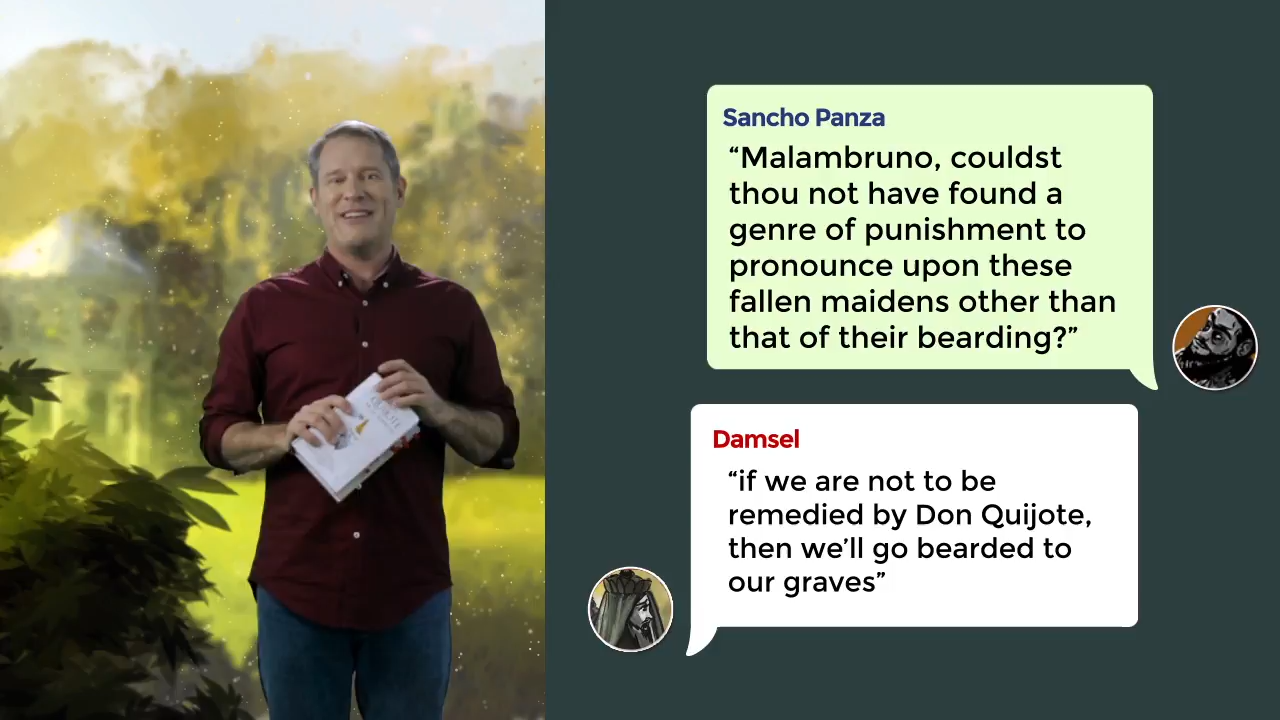 Sancho Panza
“Malambruno, couldst
thou not have found a
genre of punishment to
pronounce upon these
fallen maidens other than
that of their bearding?”
Damsel
“if we are not to be
remedied by Don Quijote,
then we’ll go bearded to
our graves”